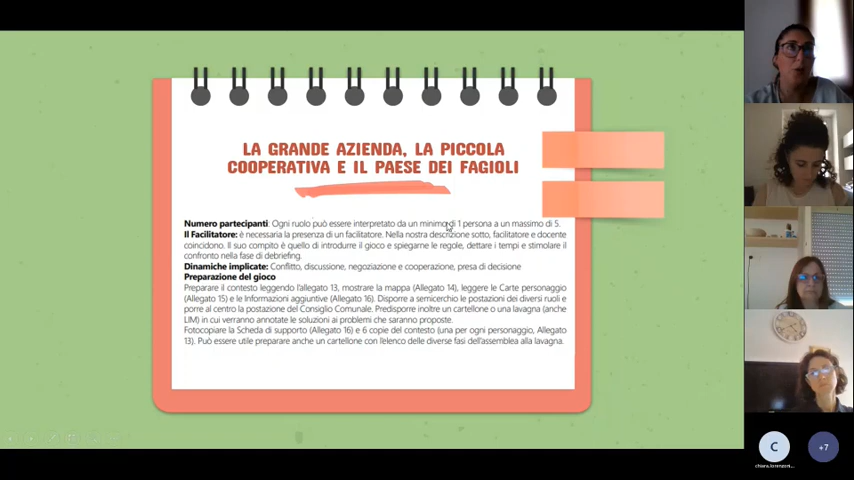 LA GRANDE AZIENDA, LA PICCOLA
COOPERATIVA E IL PAESE DEI FAGIOLI
Numero partecipanti: Ogni ruolo può essere interpretato da un minimo di 1 persona a un massimo di 5.
Il Facilitatore: è necessaria la presenza di un facilitatore. Nella nostra descrizione sotto, facilitatore e docente
coincidono. Il suo compito è quello di introdurre il gioco e spiegarne le regole, dettare i tempi e stimolare il
confronto nella fase di debriefing.
Dinamiche implicate: Conflitto, discussione, negoziazione e cooperazione, presa di decisione
Preparazione del gioco
Preparare il contesto leggendo l'allegato 13, mostrare la mappa (Allegato 14), leggere le Carte personaggio
(Allegato 15) e le Informazioni aggiuntive (Allegato 16). Disporre a semicerchio le postazioni dei diversi ruoli e
porre al centro la postazione del Consiglio Comunale. Predisporre inoltre un cartellone o una lavagna (anche
LIM) in cui verranno annotate le soluzioni ai problemi che saranno proposte.
Fotocopiare la Scheda di supporto (Allegato 16) e 6 copie del contesto (una per ogni personaggio, Allegato
13). Può essere utile preparare anche un cartellone con l'elenco delle diverse fasi dell'assemblea alla lavagna.
C
+7